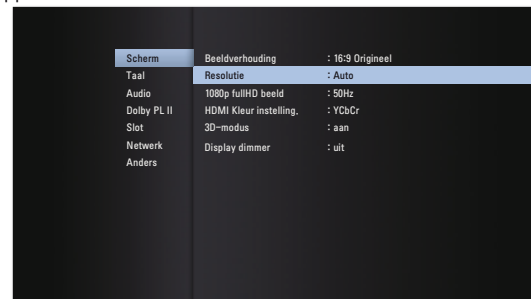 Scherm Beeldverhouding : 16:9 Origineel
Taal Resolutie : Auto
Audio 1080p fullHD beeld : 50Hz
Dolby PL II HDMI Kleur instelling. : YCbCr
Slot 3D-modus : aan
Netwerk Display dimmer : uit
Anders